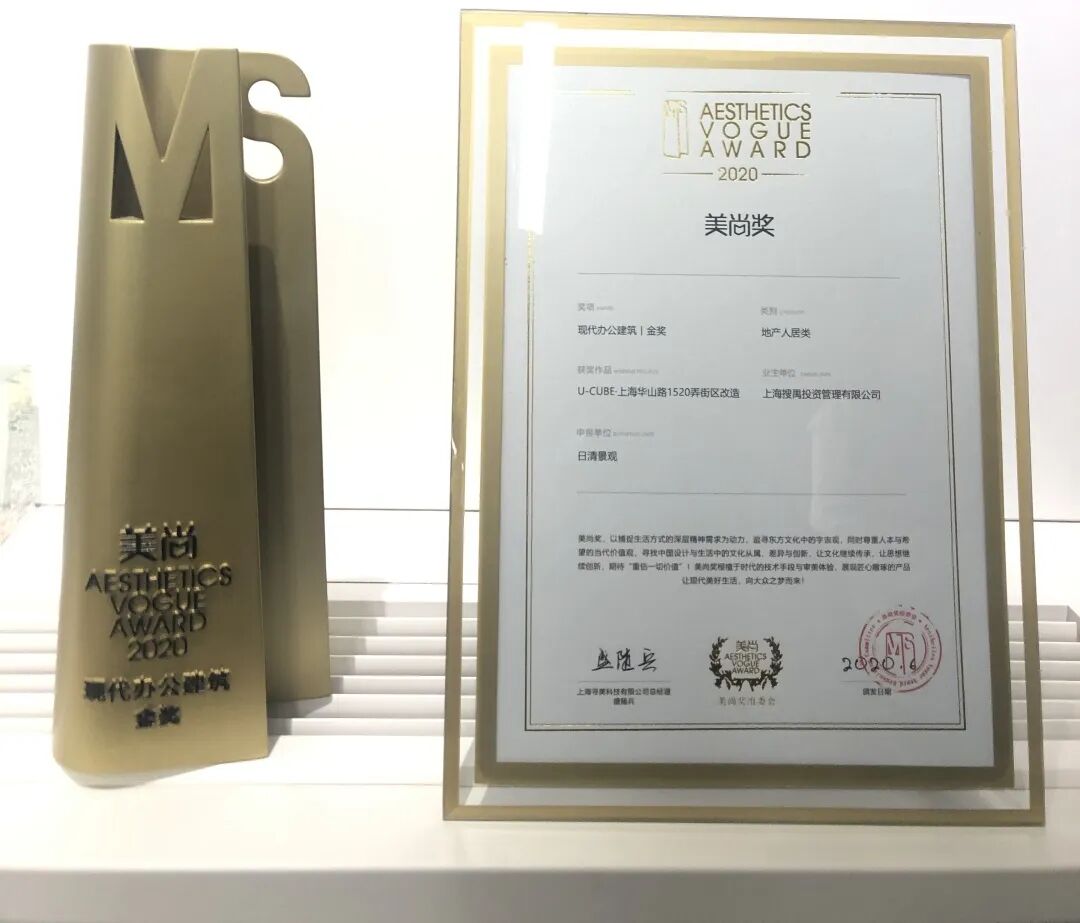 MS
美尚
AESTHETICS
VOGUE
AWARD
2020
现代办公建筑
金奖
AESTHETICS
VOGUE
AWARD
2020
美尚奖
奖项
类别
现代办公建筑丨金奖
地产人居类
获奖作品
业主单位
U-CUBE-上海华山路1520弄街区改造
上海搜禺投资管理有限公司
申报单位
日清景观
美尚奖，以捕捉生活方式的深层精神需求为动力，追寻东方文化中的宇宙观，同时尊重人本与希
望的当代价值观，寻找中国设计与生活中的文化从属、差异与创新，让文化继续传承，让思想继
续创新，期待“重估一切价值”！美尚奖根植于时代的技术手段与审美体验，展现匠心雕琢的产品
让现代美好生活，向大众之梦而来！
盛随兵
美尚
AESTHETICS
VOGUE
AWARD
2020.6
MS
上海寻美科技有限公司总经理
盛随兵
美尚奖组委会
颁发日期